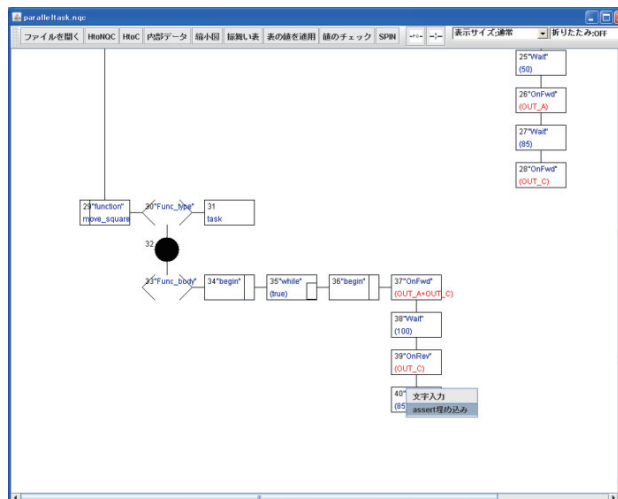 paralleltask.nqc
ファイルを開く HtoNQC HtoC 内部データ 縮小図 振舞い表 表の値を適用 値のチェック SPIN 表示サイズ:通常 折りたたみ:OFF
25"Wait"
(50)
26"OnFwd"
(OUT_A)
27"Wait"
(85)
28"OnFwd"
(OUT_C)
29"function" 30"Func_type" 31
move_square task
32
33"Func_body" 34"begin" 35"while" 36"begin" 37"OnFwd"
(true) (OUT_A+OUT_C)
38"Wait"
(100)
39"OnRev"
(OUT_C)
40"
(85
文字入力
assert埋め込み